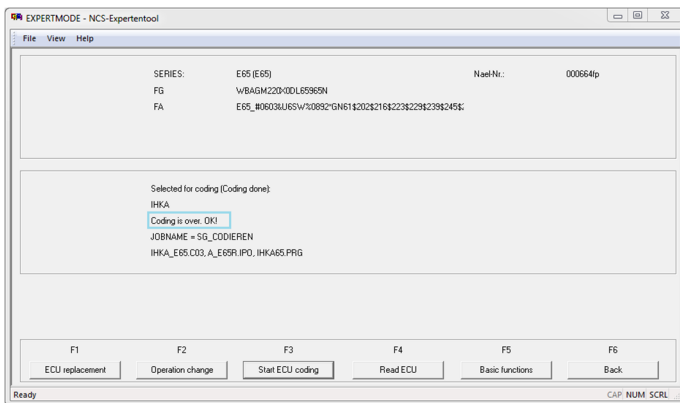 EXPERTMODE - NCS-Expertentool
File View Help
SERIES: E65 (E65) Nael-Nr.: 000664fp
FG WBAGM220X0DL65965N
FA E65_#0603&U6SW%0892*GN61$202$216$223$229$239$245$2
Selected for coding (Coding done):
IHKA
Coding is over. OK!
JOBNAME = SG_CODIEREN
IHKA_E65.C03, A_E65R.IPO, IHKA65.PRG
F1 F2 F3 F4 F5 F6
ECU replacement Operation change Start ECU coding Read ECU Basic functions Back
Ready CAP NUM SCRL